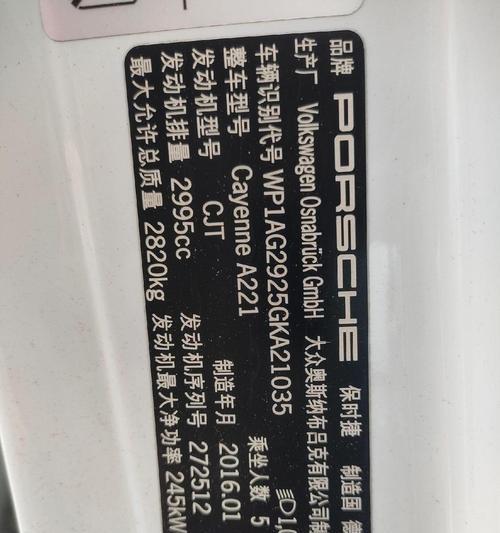 品牌 PORSCHE 保时捷 制造国 德
生产厂 Volkswagen Osnabrück GmbH 大众奥斯纳布吕克有限公司制
车辆识别代号 WP1AG2925GKA21035
整车型号 Cayenne A221 乘坐人数 5
发动机型号 CJT 制造年月 2016.01
发动机排量 2995cc 发动机序列号 272512
最大允许总质量 2820kg 发动机最大净功率 245kW